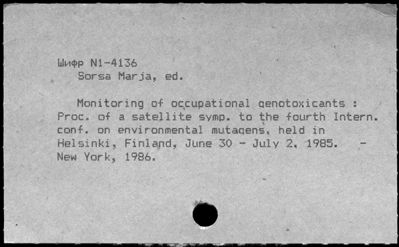 Шифр N1-4136
Sorsa Marja, ed.
Monitoring of occupational genotoxicants :
Proc. of a satellite symp. to the fourth Intern.
conf. on environmental mutagens, held in
Helsinki, Finland, June 30 - July 2, 1985. -
New York, 1986.